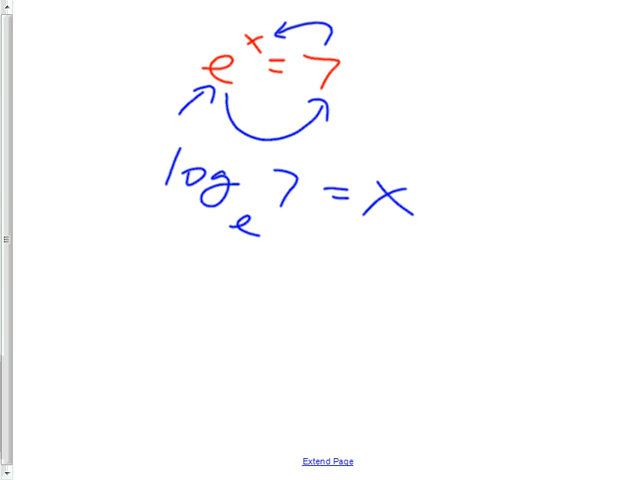 e^x = 7
log_e 7 = x
Extend Page